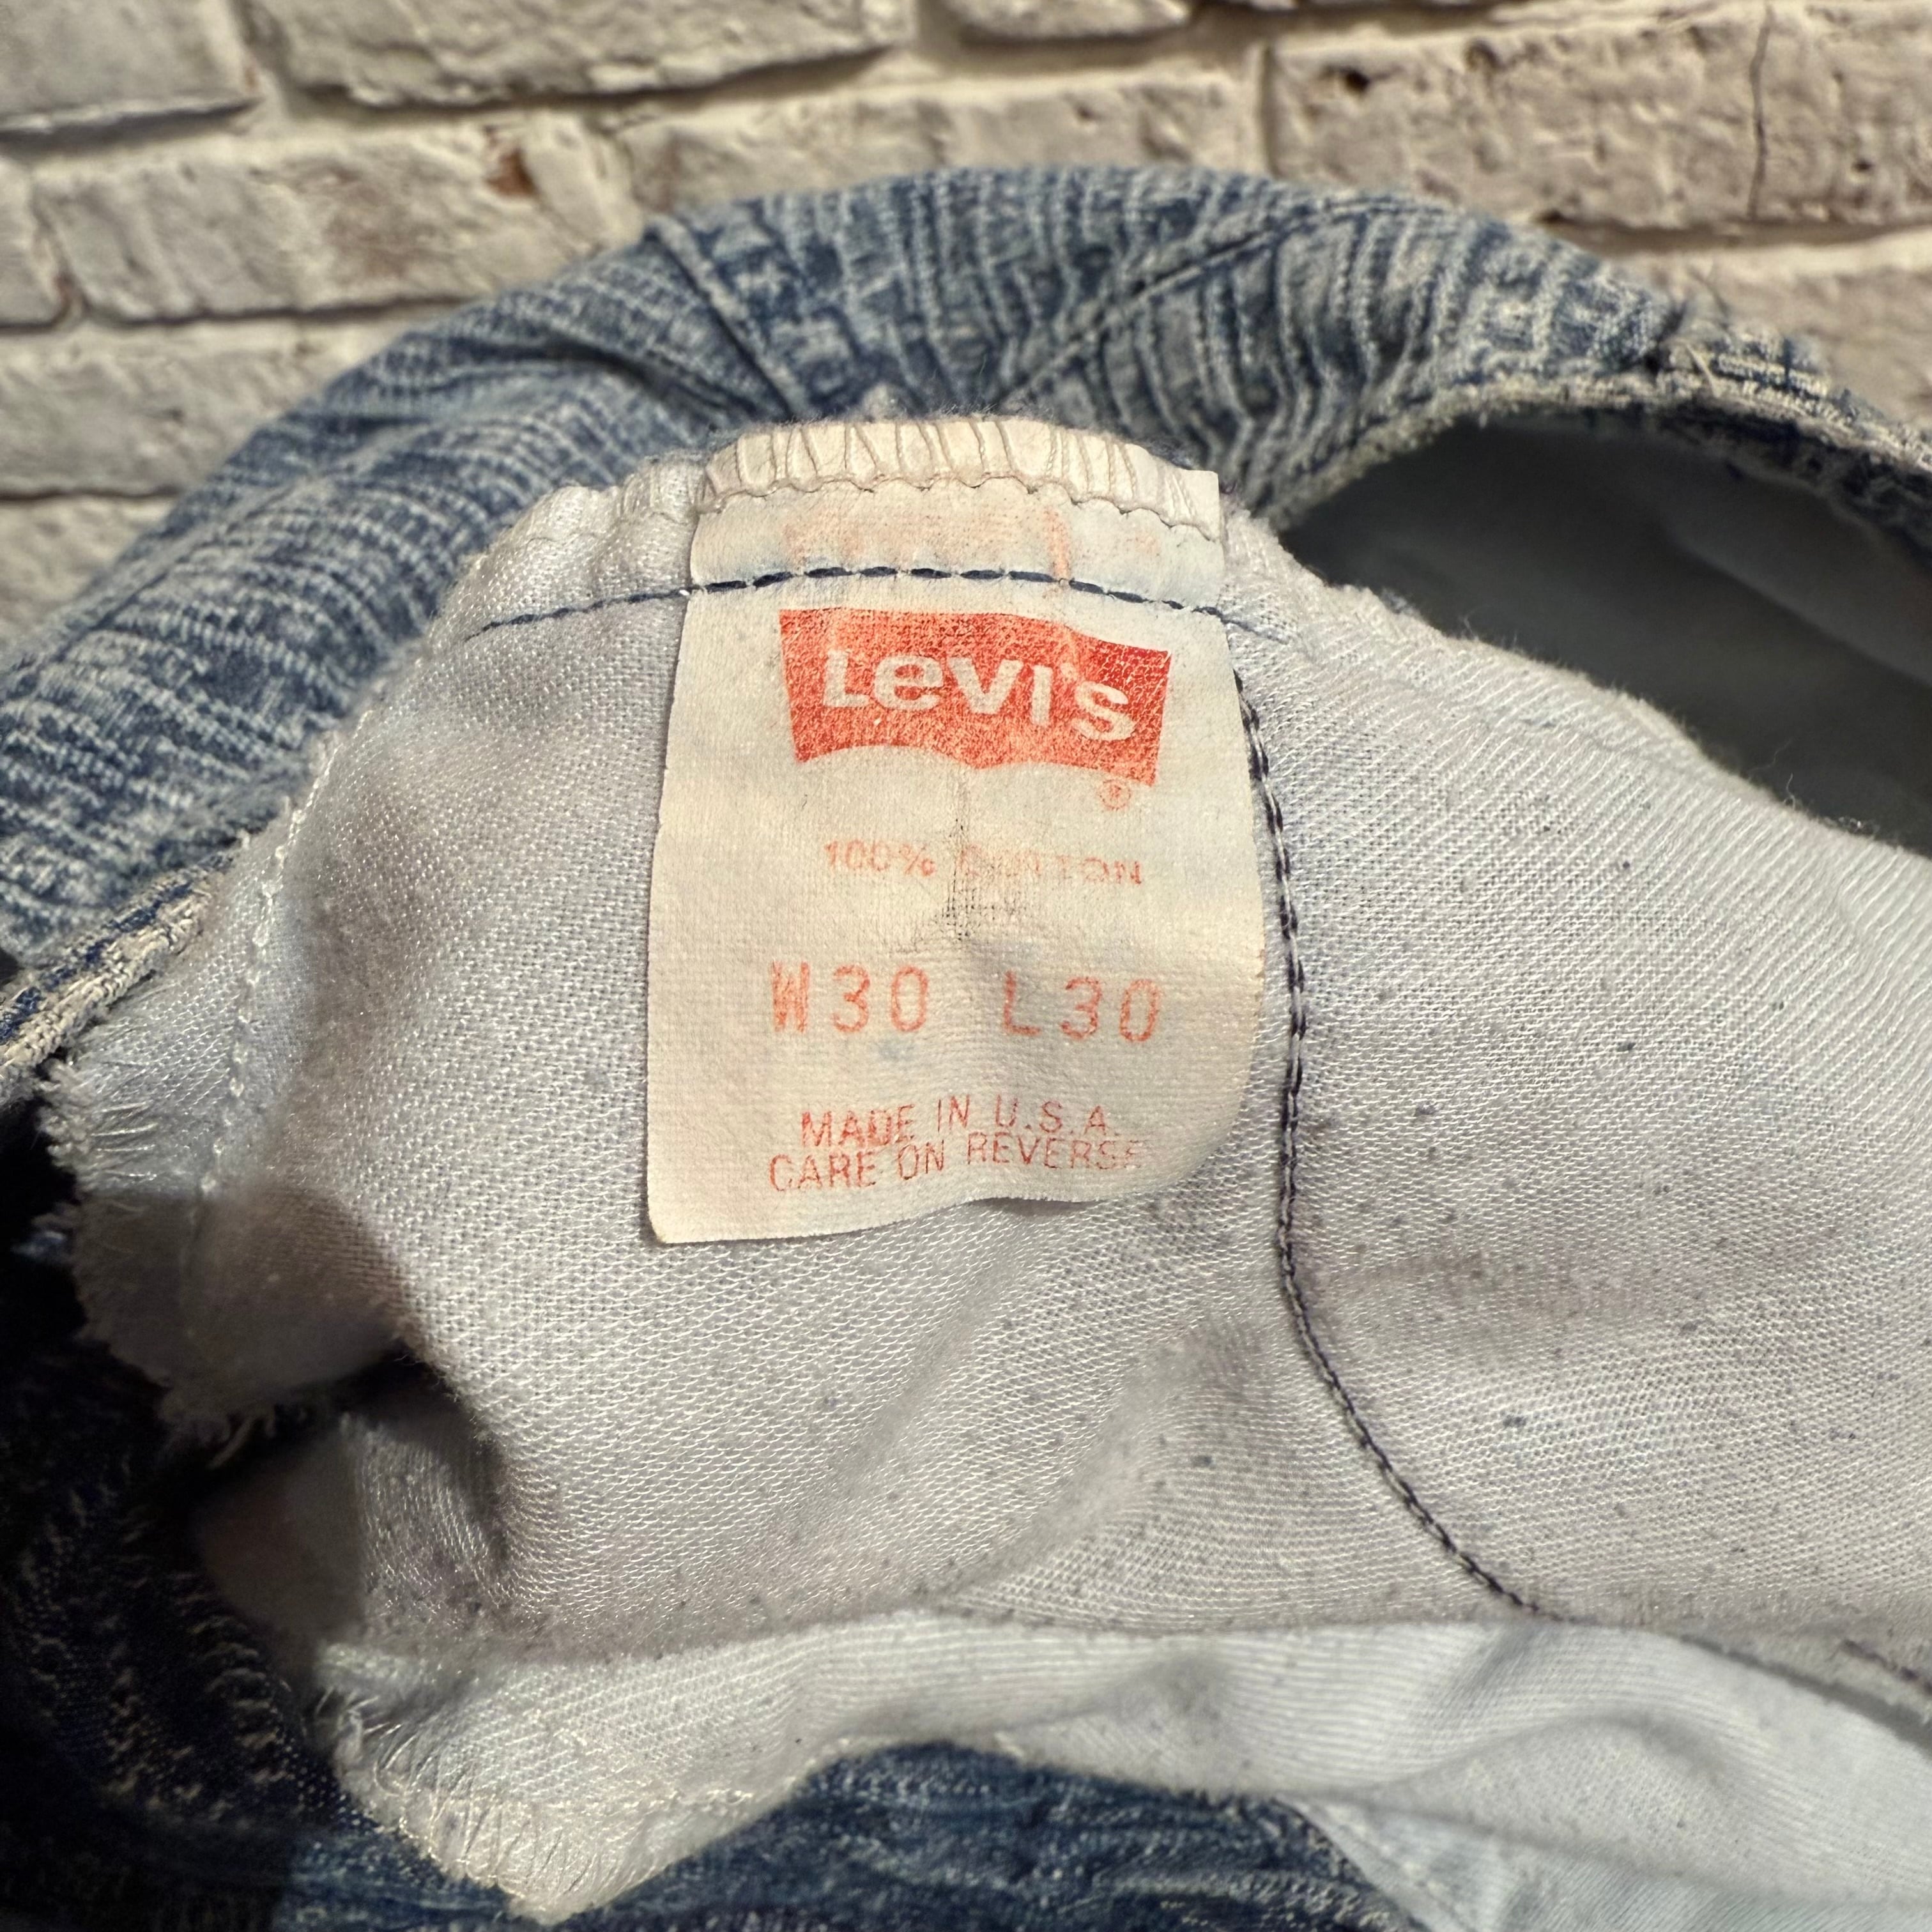 Levi's
®
100% COTTON
W30 L30
MADE IN U.S.A.
CARE ON REVERSE